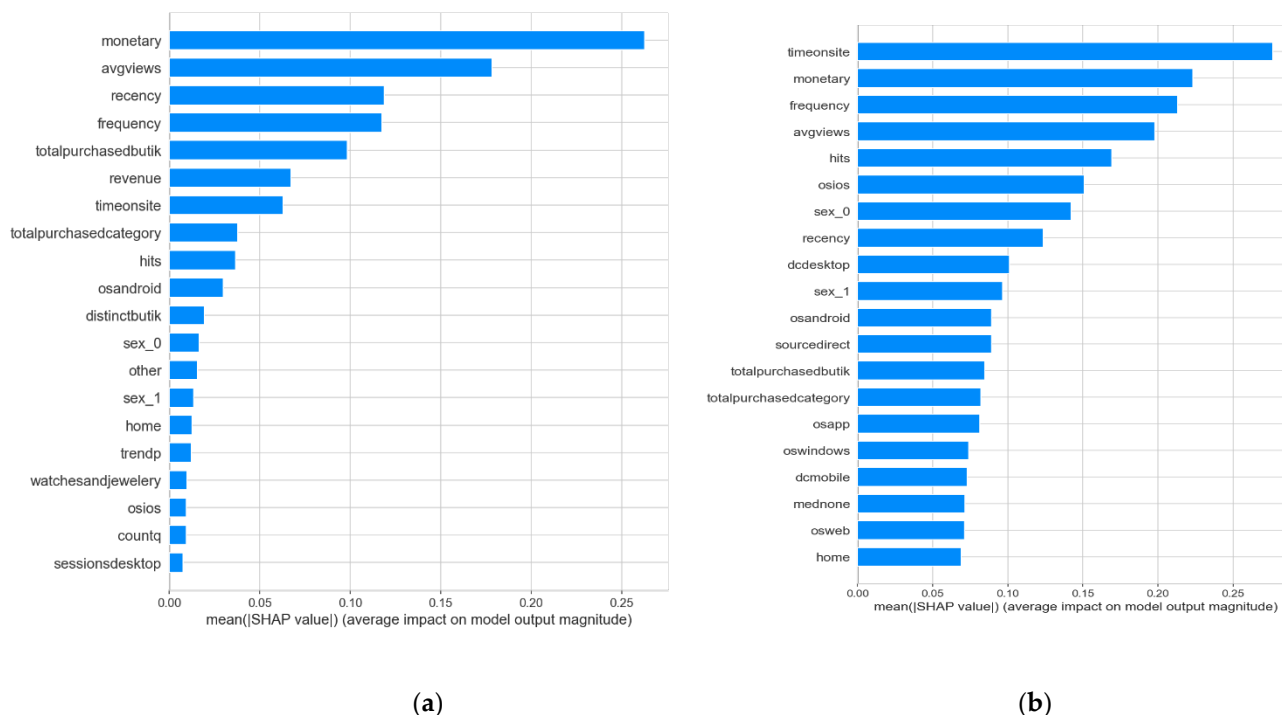 monetary
avgviews
recency
frequency
totalpurchasedbutik
revenue
timeonsite
totalpurchasedcategory
hits
osandroid
distinctbutik
sex_0
other
sex_1
home
trendp
watchesandjewelery
osios
countq
sessionsdesktop
0.00 0.05 0.10 0.15 0.20 0.25
mean(|SHAP value|) (average impact on model output magnitude)
(a)
timeonsite
monetary
frequency
avgviews
hits
osios
sex_0
recency
dcdesktop
sex_1
osandroid
sourcedirect
totalpurchasedbutik
totalpurchasedcategory
osapp
oswindows
dcmobile
mednone
osweb
home
0.00 0.05 0.10 0.15 0.20 0.25
mean(|SHAP value|) (average impact on model output magnitude)
(b)